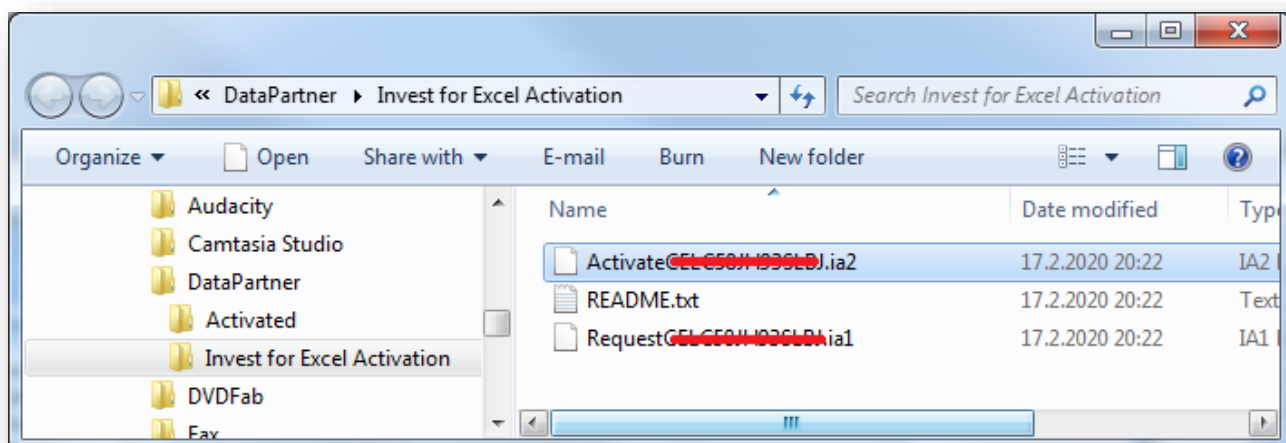 « DataPartner ▸ Invest for Excel Activation
Search Invest for Excel Activation
Organize Open Share with E-mail Burn New folder
Audacity
Camtasia Studio
DataPartner
Activated
Invest for Excel Activation
DVDFab
Fax
Name Date modified Type
Activate J.ia2 17.2.2020 20:22 IA2
README.txt 17.2.2020 20:22 Text
Request .ia1 17.2.2020 20:22 IA1